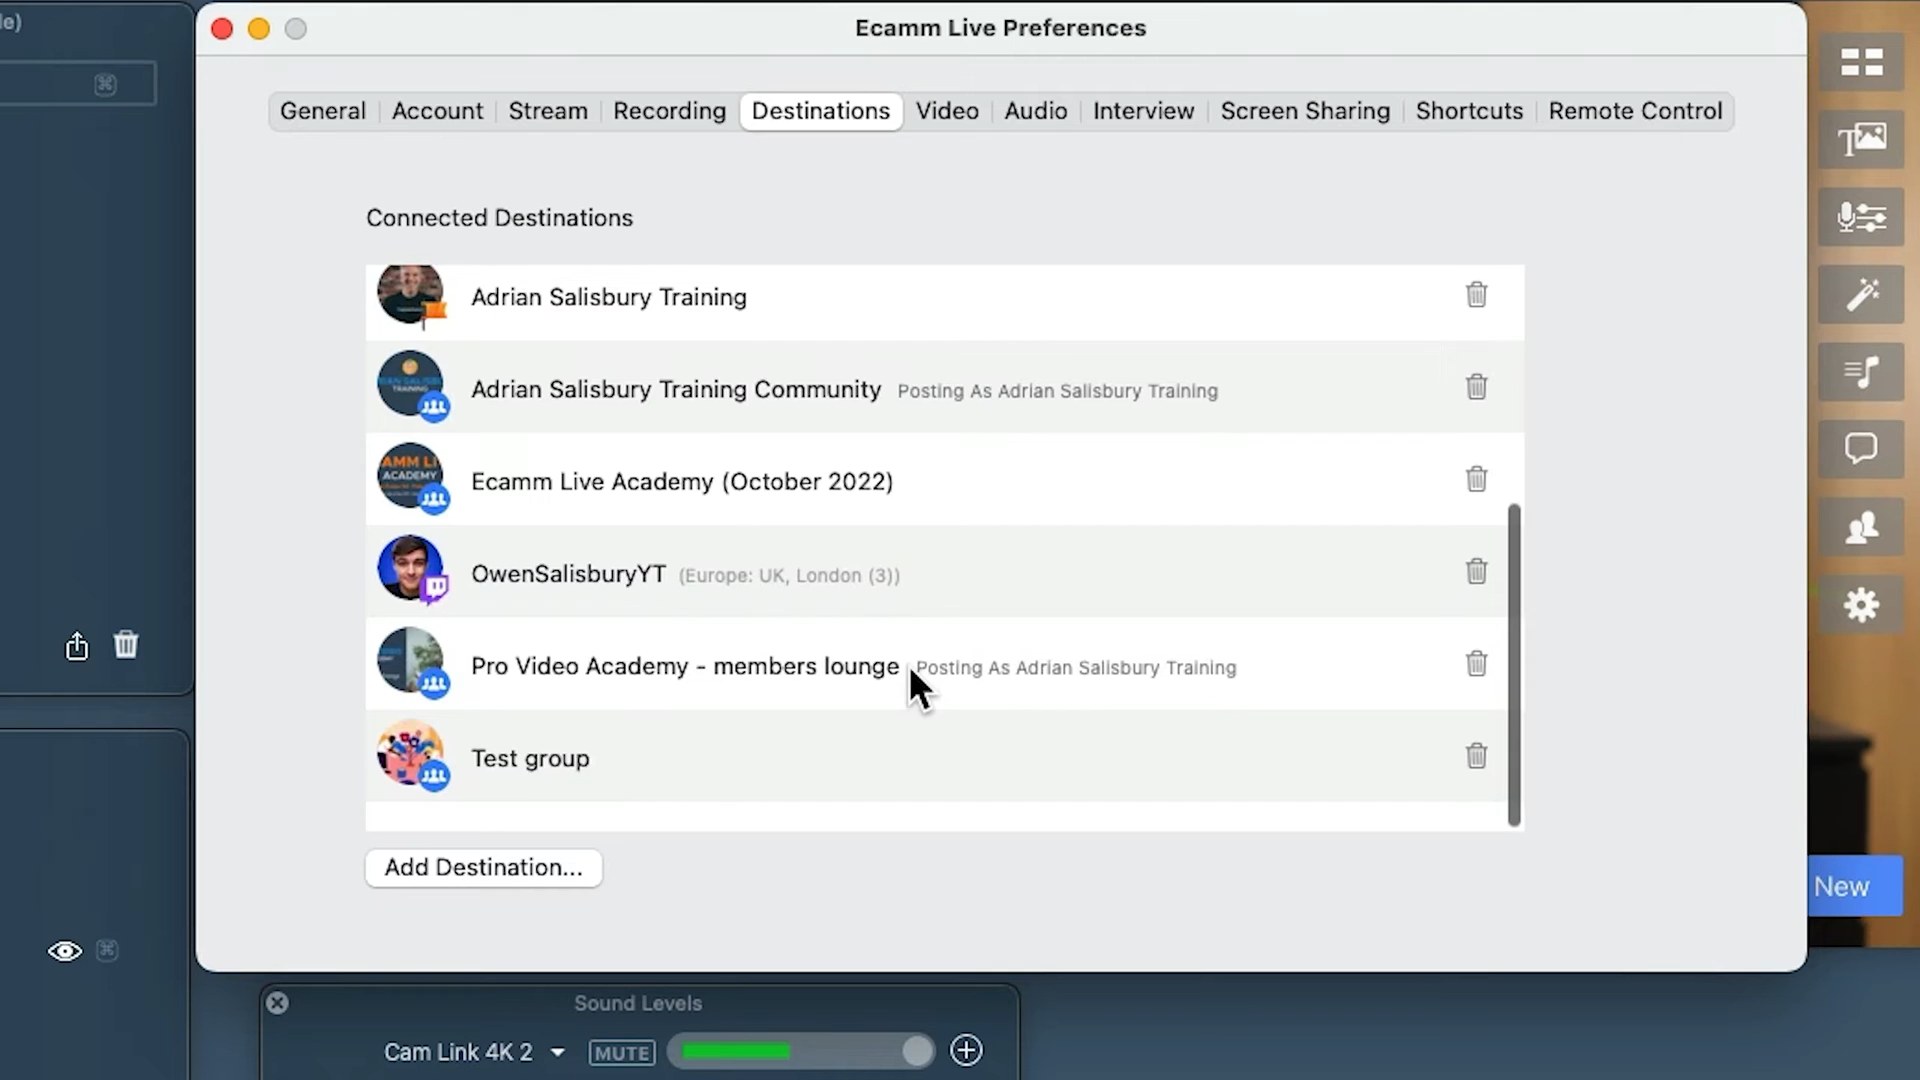 le)
Ecamm Live Preferences
General Account Stream Recording Destinations Video Audio Interview Screen Sharing Shortcuts Remote Control
Connected Destinations
Adrian Salisbury Training
Adrian Salisbury Training Community Posting As Adrian Salisbury Training
Ecamm Live Academy (October 2022)
OwenSalisburyYT (Europe: UK, London (3))
Pro Video Academy - members lounge Posting As Adrian Salisbury Training
Test group
Add Destination...
New
Sound Levels
Cam Link 4K 2 MUTE